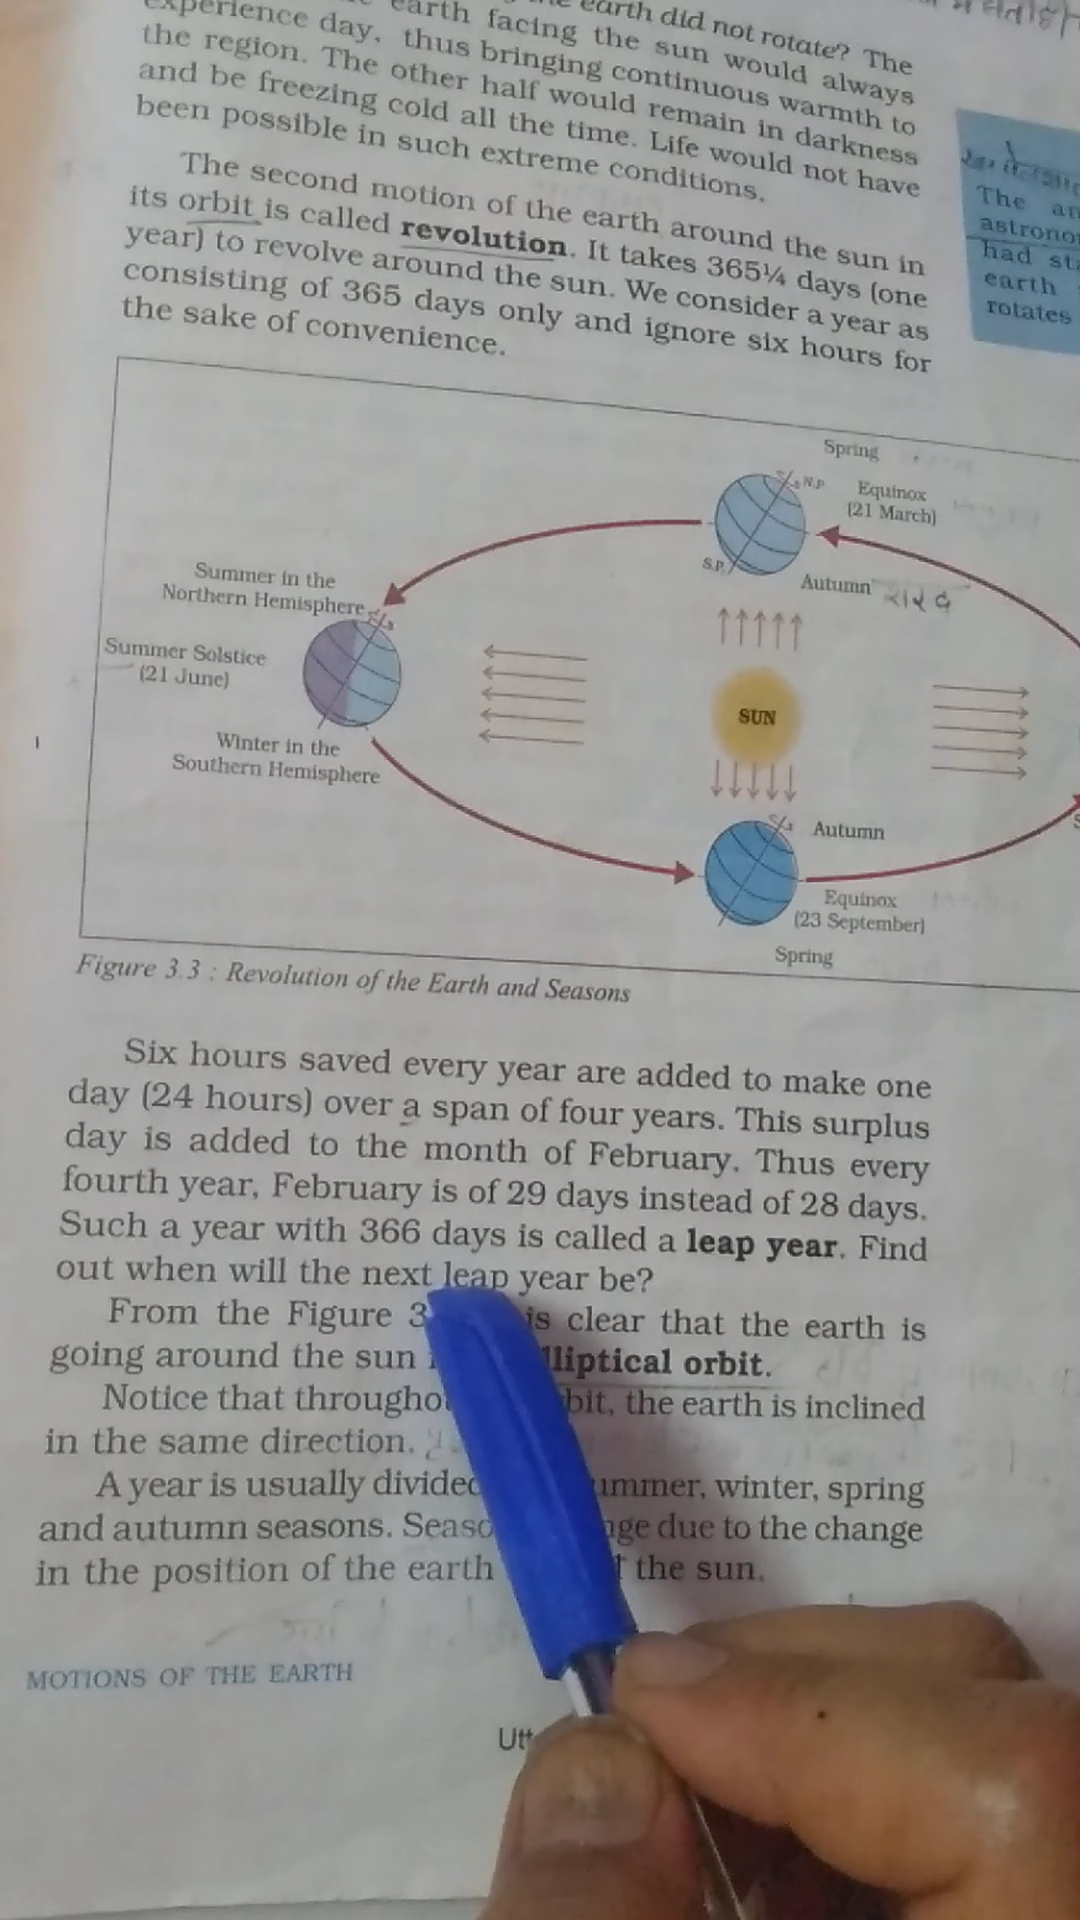 earth did not rotate? The
earth facing the sun would always
experience day, thus bringing continuous warmth to
the region. The other half would remain in darkness
and be freezing cold all the time. Life would not have
been possible in such extreme conditions.
The second motion of the earth around the sun in
its orbit is called revolution. It takes 365¼ days (one
year) to revolve around the sun. We consider a year as
consisting of 365 days only and ignore six hours for
the sake of convenience.
The
astrono
had sta
earth
rotates
Spring
N.P.
Equinox
(21 March)
S.P.
Autumn
Summer in the
Northern Hemisphere
Summer Solstice
(21 June)
SUN
Winter in the
Southern Hemisphere
Autumn
Equinox
(23 September)
Spring
Figure 3.3 : Revolution of the Earth and Seasons
Six hours saved every year are added to make one
day (24 hours) over a span of four years. This surplus
day is added to the month of February. Thus every
fourth year, February is of 29 days instead of 28 days.
Such a year with 366 days is called a leap year. Find
out when will the next leap year be?
From the Figure 3 is clear that the earth is
going around the sun lliptical orbit.
Notice that througho bit, the earth is inclined
in the same direction.
A year is usually divided ummer, winter, spring
and autumn seasons. Seaso nge due to the change
in the position of the earth the sun.
MOTIONS OF THE EARTH
Utt